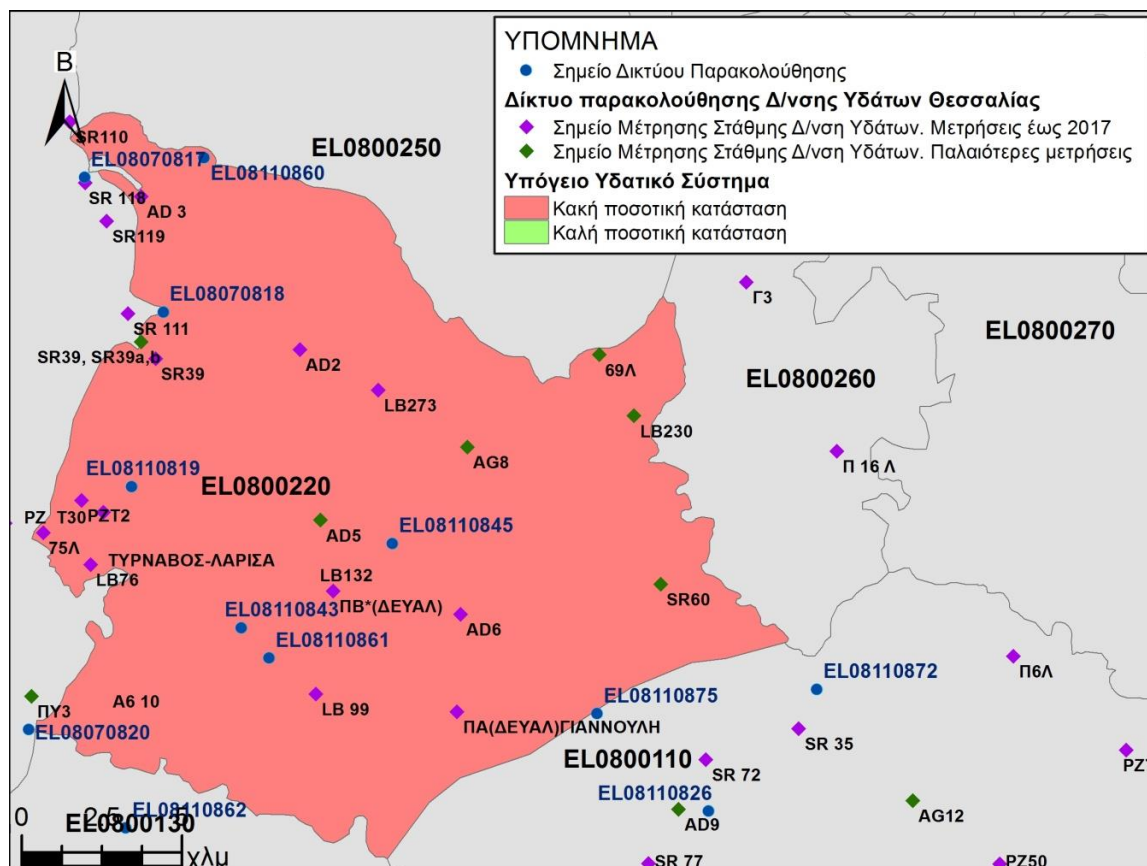 ΥΠΟΜΝΗΜΑ
Σημείο Δικτύου Παρακολούθησης
Δίκτυο παρακολούθησης Δ/νσης Υδάτων Θεσσαλίας
Σημείο Μέτρησης Στάθμης Δ/νση Υδάτων. Μετρήσεις έως 2017
Σημείο Μέτρησης Στάθμης Δ/νση Υδάτων. Παλαιότερες μετρήσεις
Υπόγειο Υδατικό Σύστημα
Κακή ποσοτική κατάσταση
Καλή ποσοτική κατάσταση
Β
SR110
EL0800250
EL08070817
EL08110860
SR 118
AD 3
SR119
Γ3
EL08070818
SR 111
EL0800270
SR39, SR39a,b
SR39
AD2
69Λ
EL0800260
LB273
LB230
AG8
Π 16 Λ
EL08110819
EL0800220
PZ
T30
PZT2
AD5
EL08110845
75Λ
ΤΥΡΝΑΒΟΣ-ΛΑΡΙΣΑ
LB76
LB132
ΠΒ*(ΔΕΥΑΛ)
SR60
EL08110843
AD6
EL08110861
EL08110872
Π6Λ
ΠΥ3
A6 10
LB 99
EL08110875
ΠΑ(ΔΕΥΑΛ)ΓΙΑΝΝΟΥΛΗ
EL08070820
SR 35
EL0800110
SR 72
EL08110826
AD9
AG12
EL08110862
EL0800130
0
2.5
5
χλμ
SR 77
PZ50